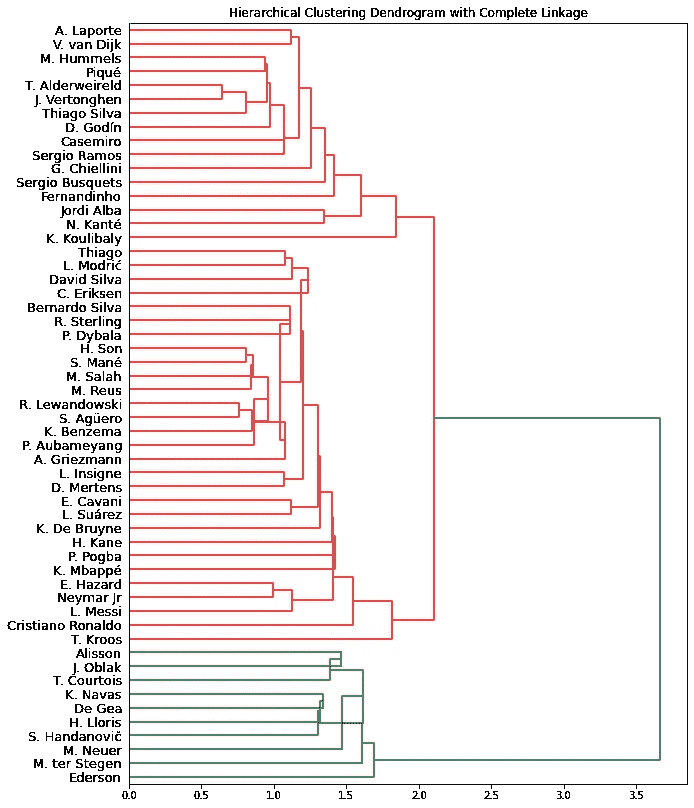 Hierarchical Clustering Dendrogram with Complete Linkage
A. Laporte
V. van Dijk
M. Hummels
Piqué
T. Alderweireld
J. Vertonghen
Thiago Silva
D. Godín
Casemiro
Sergio Ramos
G. Chiellini
Sergio Busquets
Fernandinho
Jordi Alba
N. Kanté
K. Koulibaly
Thiago
L. Modrić
David Silva
C. Eriksen
Bernardo Silva
R. Sterling
P. Dybala
H. Son
S. Mané
M. Salah
M. Reus
R. Lewandowski
S. Agüero
K. Benzema
P. Aubameyang
A. Griezmann
L. Insigne
D. Mertens
E. Cavani
L. Suárez
K. De Bruyne
H. Kane
P. Pogba
K. Mbappé
E. Hazard
Neymar Jr
L. Messi
Cristiano Ronaldo
T. Kroos
Alisson
J. Oblak
T. Courtois
K. Navas
De Gea
H. Lloris
S. Handanovič
M. Neuer
M. ter Stegen
Ederson
0.0 0.5 1.0 1.5 2.0 2.5 3.0 3.5